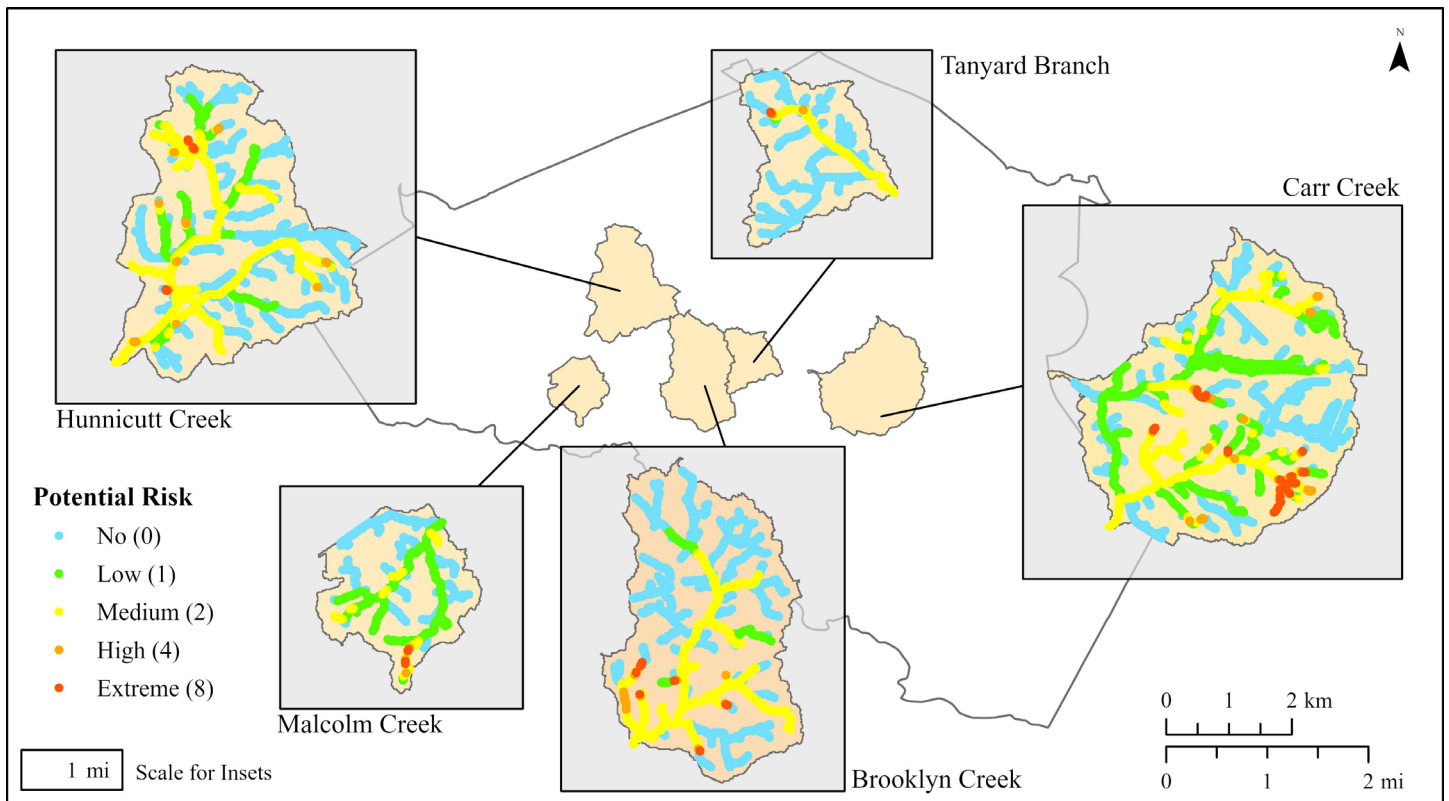 N
Tanyard Branch
Carr Creek
Hunnicutt Creek
Potential Risk
No (0)
Low (1)
Medium (2)
High (4)
Extreme (8)
Malcolm Creek
Brooklyn Creek
0 1 2 km
0 1 2 mi
1 mi Scale for Insets